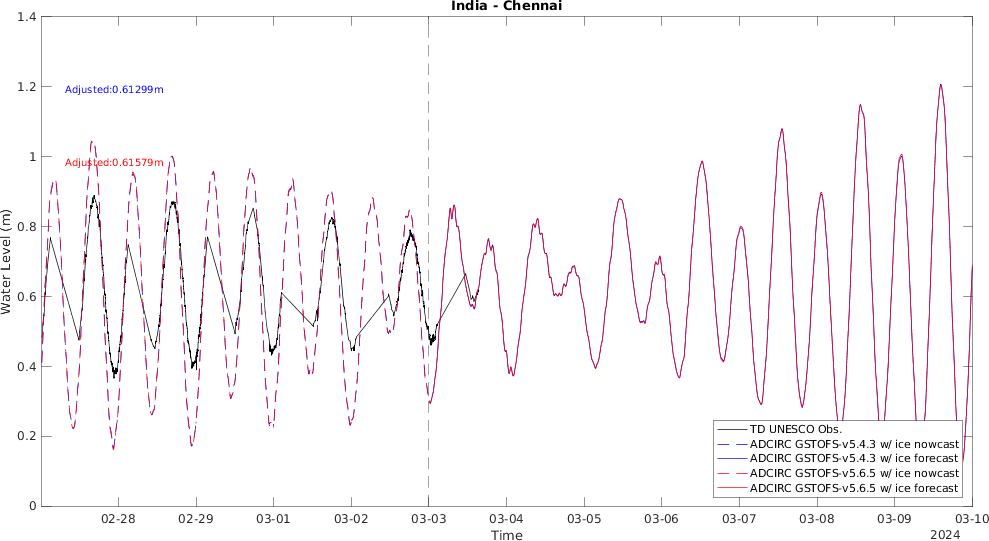 India - Chennai
1.4
1.2
1
0.8
0.6
0.4
0.2
0
Water Level (m)
Adjusted:0.61299m
Adjusted:0.61579m
TD UNESCO Obs.
ADCIRC GSTOFS-v5.4.3 w/ ice nowcast
ADCIRC GSTOFS-v5.4.3 w/ ice forecast
ADCIRC GSTOFS-v5.6.5 w/ ice nowcast
ADCIRC GSTOFS-v5.6.5 w/ ice forecast
02-28 02-29 03-01 03-02 03-03 03-04 03-05 03-06 03-07 03-08 03-09 03-10
Time
2024